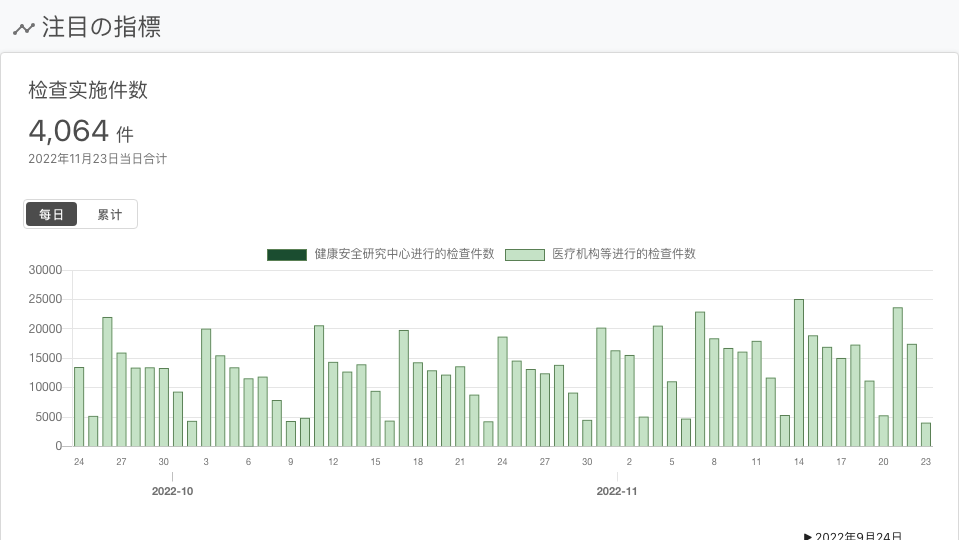 注目の指標
检查实施件数
4,064 件
2022年11月23日当日合计
每日 累计
健康安全研究中心进行的检查件数 医疗机构等进行的检查件数
30000
25000
20000
15000
10000
5000
0
24 27 30 3 6 9 12 15 18 21 24 27 30 2 5 8 11 14 17 20 23
2022-10 2022-11
▶ 2022年9月24日